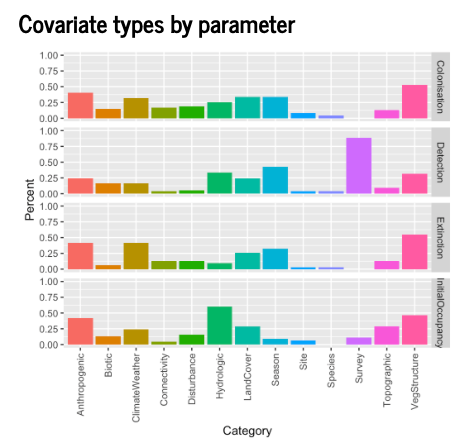 Covariate types by parameter
1.00
0.75
0.50
0.25
0.00
Colonisation
1.00
0.75
0.50
0.25
0.00
Detection
1.00
0.75
0.50
0.25
0.00
Extinction
1.00
0.75
0.50
0.25
0.00
InitialOccupancy
Percent
Anthropogenic
Biotic
ClimateWeather
Connectivity
Disturbance
Hydrologic
LandCover
Season
Site
Species
Survey
Topographic
VegStructure
Category